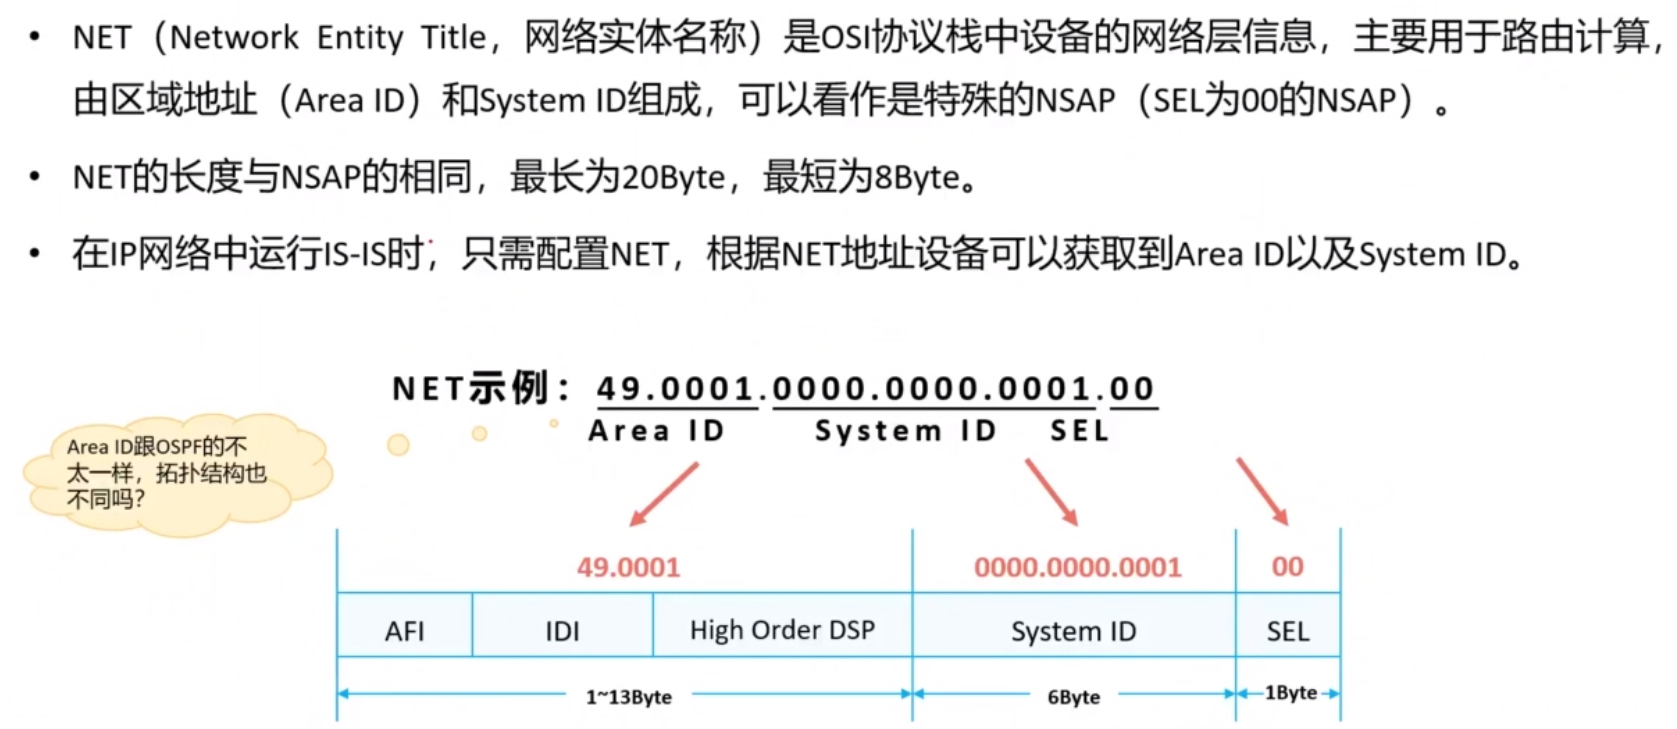 • NET（Network Entity Title，网络实体名称）是OSI协议栈中设备的网络层信息，主要用于路由计算，
由区域地址（Area ID）和System ID组成，可以看作是特殊的NSAP（SEL为00的NSAP）。
• NET的长度与NSAP的相同，最长为20Byte，最短为8Byte。
• 在IP网络中运行IS-IS时，只需配置NET，根据NET地址设备可以获取到Area ID以及System ID。
NET示例：49.0001.0000.0000.0001.00
Area ID System ID SEL
Area ID跟OSPF的不
太一样，拓扑结构也
不同吗？
49.0001 0000.0000.0001 00
AFI IDI High Order DSP System ID SEL
1~13Byte 6Byte 1Byte